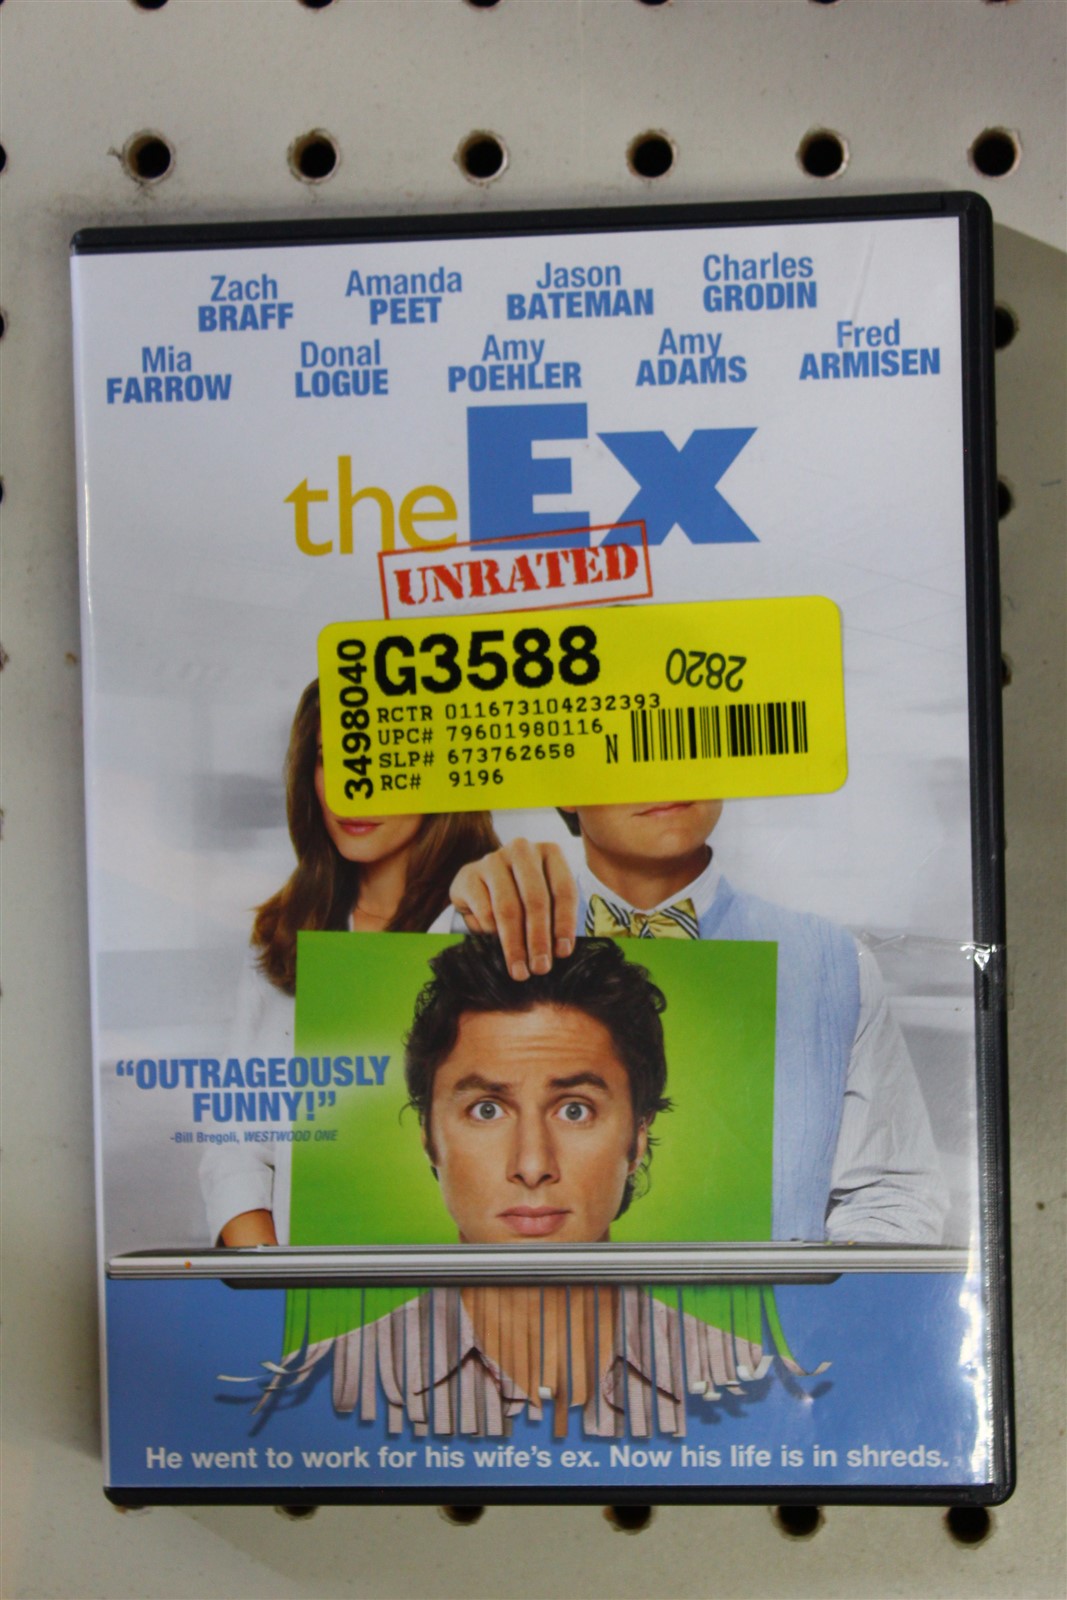 Zach BRAFF
Amanda PEET
Jason BATEMAN
Charles GRODIN
Mia FARROW
Donal LOGUE
Amy POEHLER
Amy ADAMS
Fred ARMISEN
the Ex
UNRATED
3498040
G3588
2820
RCTR 011673104232393
UPC# 79601980116
SLP# 673762658
N
RC# 9196
“OUTRAGEOUSLY
FUNNY!”
-Bill Bregoli, WESTWOOD ONE
He went to work for his wife's ex. Now his life is in shreds.